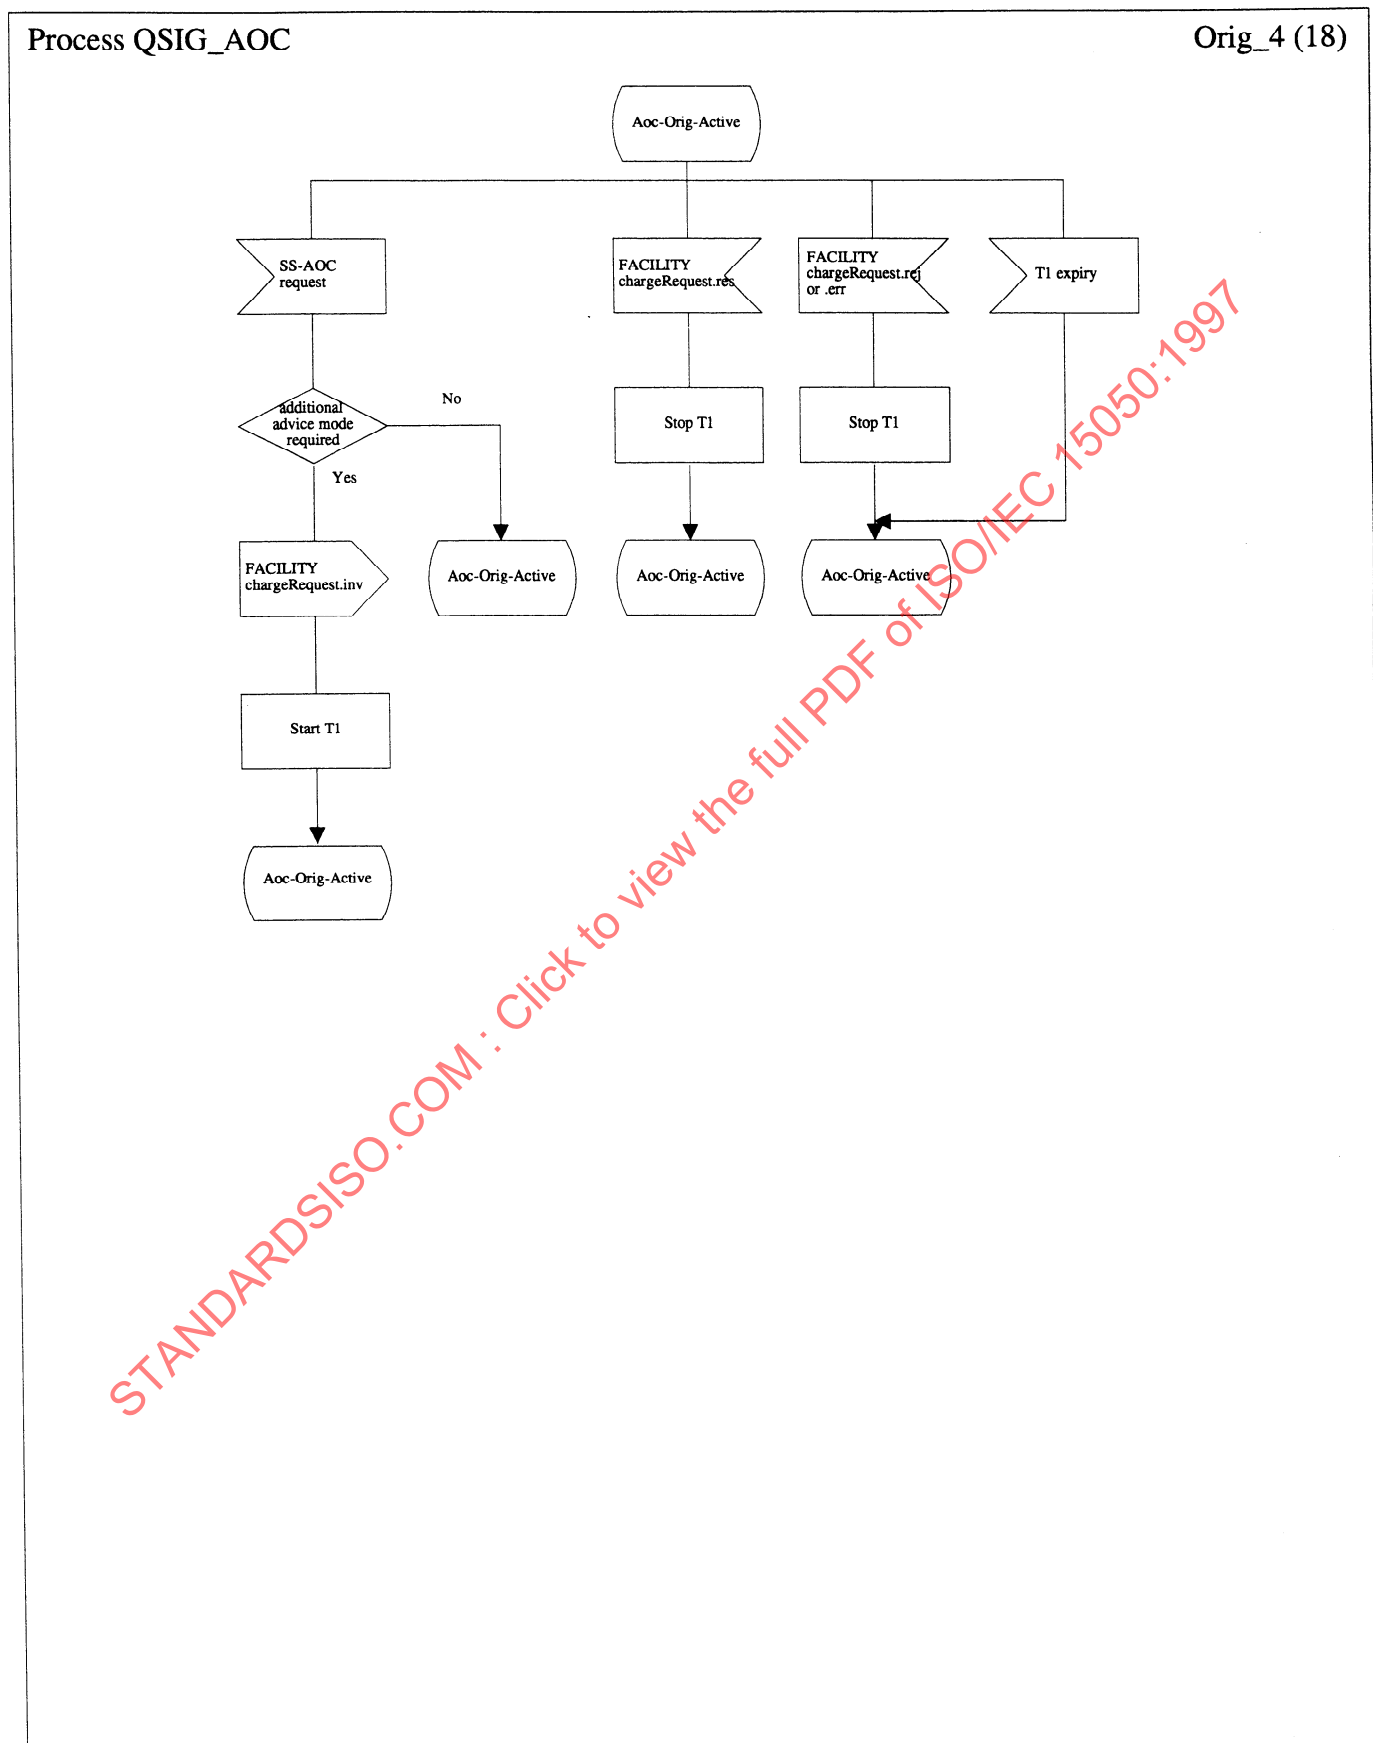 Process QSIG_AOC
Orig_4 (18)
Aoc-Orig-Active
SS-AOC
request
FACILITY
chargeRequest.res
FACILITY
chargeRequest.rej
or .err
T1 expiry
additional
advice mode
required
No
Yes
Stop T1
Stop T1
FACILITY
chargeRequest.inv
Aoc-Orig-Active
Aoc-Orig-Active
Aoc-Orig-Active
Start T1
Aoc-Orig-Active
STANDARDSISO.COM : Click to view the full PDF of ISO/IEC 15050:1997